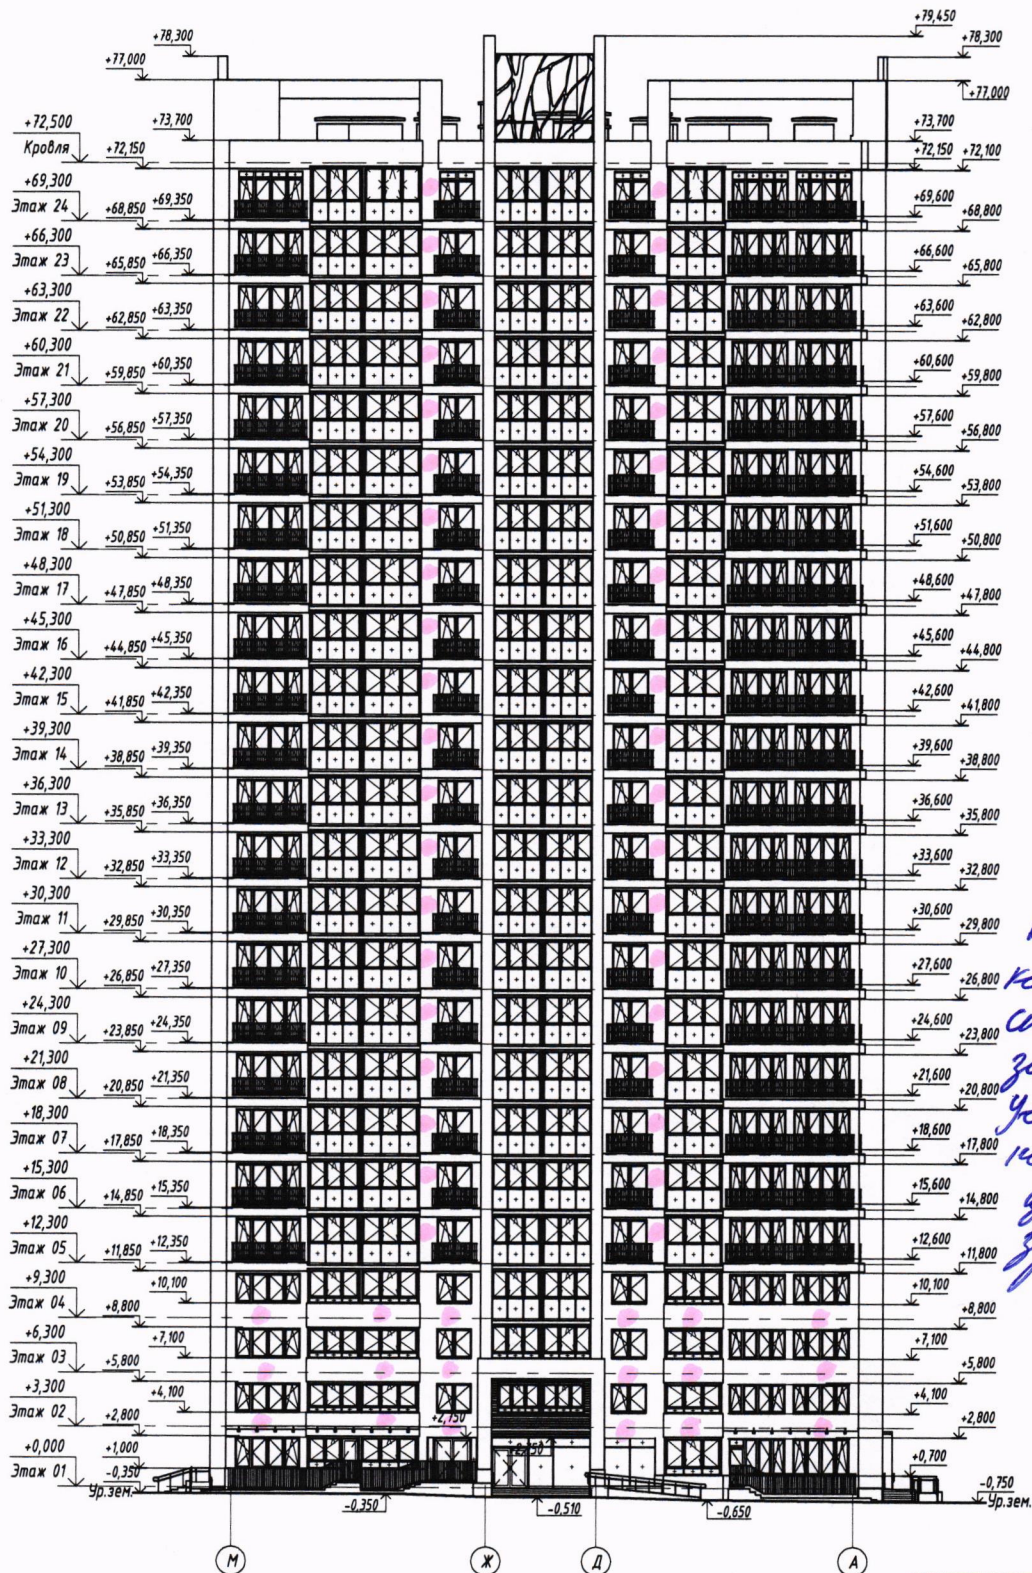 +79,450
+78,300 +78,300
+77,000 +77,000
+72,500 +73,700 +73,700
Кровля +72,150 +72,150 +72,100
+69,300
Этаж 24 +68,850 +69,350 +69,600 +68,800
+66,300
Этаж 23 +65,850 +66,350 +66,600 +65,800
+63,300
Этаж 22 +62,850 +63,350 +63,600 +62,800
+60,300
Этаж 21 +59,850 +60,350 +60,600 +59,800
+57,300
Этаж 20 +56,850 +57,350 +57,600 +56,800
+54,300
Этаж 19 +53,850 +54,350 +54,600 +53,800
+51,300
Этаж 18 +50,850 +51,350 +51,600 +50,800
+48,300
Этаж 17 +47,850 +48,350 +48,600 +47,800
+45,300
Этаж 16 +44,850 +45,350 +45,600 +44,800
+42,300
Этаж 15 +41,850 +42,350 +42,600 +41,800
+39,300
Этаж 14 +38,850 +39,350 +39,600 +38,800
+36,300
Этаж 13 +35,850 +36,350 +36,600 +35,800
+33,300
Этаж 12 +32,850 +33,350 +33,600 +32,800
+30,300
Этаж 11 +29,850 +30,350 +30,600 +29,800
+27,300
Этаж 10 +26,850 +27,350 +27,600 +26,800
+24,300
Этаж 09 +23,850 +24,350 +24,600 +23,800
+21,300
Этаж 08 +20,850 +21,350 +21,600 +20,800
+18,300
Этаж 07 +17,850 +18,350 +18,600 +17,800
+15,300
Этаж 06 +14,850 +15,350 +15,600 +14,800
+12,300
Этаж 05 +11,850 +12,350 +12,600 +11,800
+9,300 +10,100 +10,100
Этаж 04 +8,800 +8,800
+6,300 +7,100 +7,100
Этаж 03 +5,800 +5,800
+3,300 +4,100 +4,100
Этаж 02 +2,800 +2,800
+0,000 +1,000 +0,700
Этаж 01 -0,350 -0,750
Ур.зем. -0,350 -0,510 -0,650 Ур.зем.
М Ж Д А